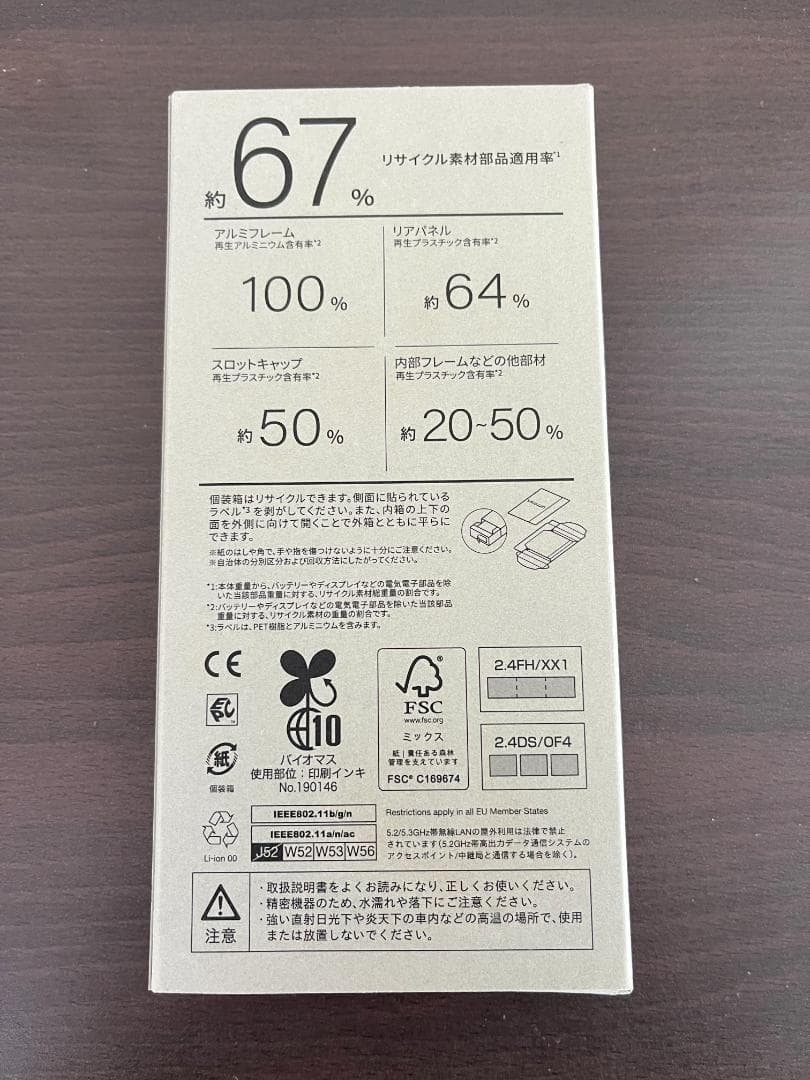 約67% リサイクル素材部品適用率*1
アルミフレーム
再生アルミニウム含有率*2
100%
リアパネル
再生プラスチック含有率*2
約64%
スロットキャップ
再生プラスチック含有率*2
約50%
内部フレームなどの他部材
再生プラスチック含有率*2
約20~50%
個装箱はリサイクルできます。側面に貼られている
ラベル*3を剥がしてください。また、内箱の上下の
面を外側に向けて開くことで外箱とともに平らに
できます。
※紙のはしや角で、手や指を傷つけないように十分にご注意ください。
※自治体の分別区分および回収方法にしたがってください。
*1:本体重量から、バッテリーやディスプレイなどの電気電子部品を除
いた当該部品重量に対する、リサイクル素材総重量の割合です。
*2:バッテリーやディスプレイなどの電気電子部品を除いた当該部品
重量に対する、リサイクル素材の重量の割合です。
*3:ラベルは、PET樹脂とアルミニウムを含みます。
CE
紙
個装箱
Li-ion 00
10
バイオマス
使用部位:印刷インキ
No.190146
®
FSC
www.fsc.org
ミックス
紙|責任ある森林
管理を支えています
FSC® C169674
2.4FH/XX1
2.4DS/OF4
IEEE802.11b/g/n
IEEE802.11a/n/ac
J52 W52 W53 W56
Restrictions apply in all EU Member States
5.2/5.3GHz帯無線LANの屋外利用は法律で禁止
されています(5.2GHz帯高出力データ通信システムの
アクセスポイント/中継局と通信する場合を除く)。
注意
・取扱説明書をよくお読みになり、正しくお使いください。
・精密機器のため、水濡れや落下にご注意ください。
・強い直射日光下や炎天下の車内などの高温の場所で、使用
または放置しないでください。